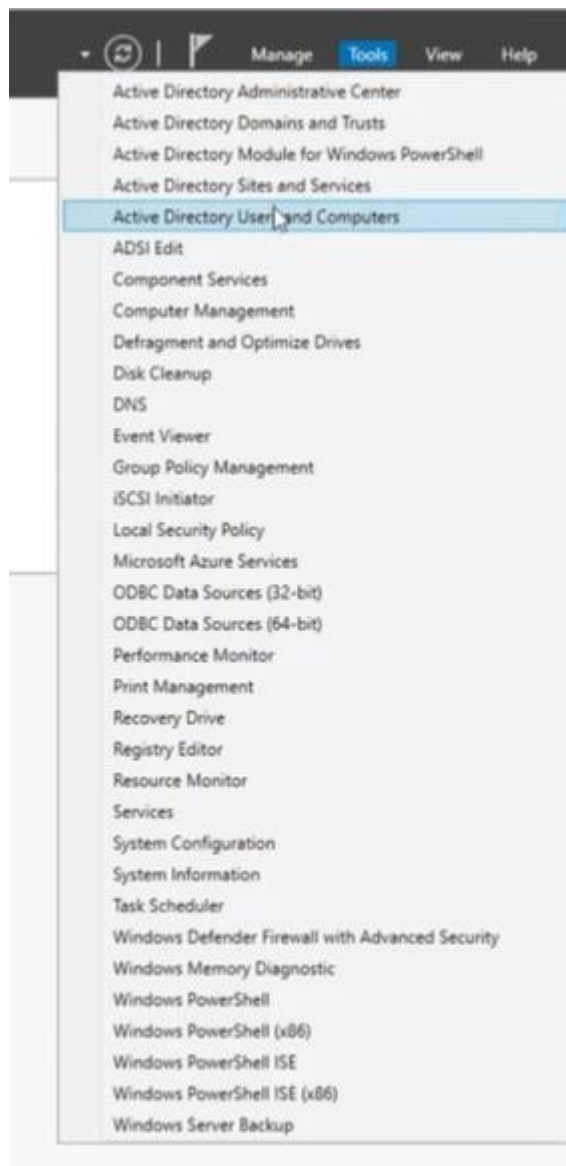 Manage Tools View Help
Active Directory Administrative Center
Active Directory Domains and Trusts
Active Directory Module for Windows PowerShell
Active Directory Sites and Services
Active Directory Users and Computers
ADSI Edit
Component Services
Computer Management
Defragment and Optimize Drives
Disk Cleanup
DNS
Event Viewer
Group Policy Management
iSCSI Initiator
Local Security Policy
Microsoft Azure Services
ODBC Data Sources (32-bit)
ODBC Data Sources (64-bit)
Performance Monitor
Print Management
Recovery Drive
Registry Editor
Resource Monitor
Services
System Configuration
System Information
Task Scheduler
Windows Defender Firewall with Advanced Security
Windows Memory Diagnostic
Windows PowerShell
Windows PowerShell (x86)
Windows PowerShell ISE
Windows PowerShell ISE (x86)
Windows Server Backup